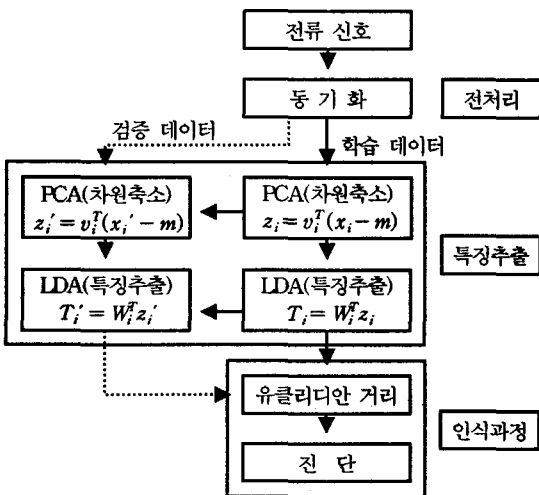 전류 신호
동 기 화
전처리
검증 데이터
학습 데이터
PCA(차원축소)
z_i' = v_i^T(x_i' − m)
PCA(차원축소)
z_i = v_i^T(x_i − m)
특징추출
LDA(특징추출)
T_i' = W_i^T z_i'
LDA(특징추출)
T_i = W_i^T z_i
유클리디안 거리
인식과정
진 단